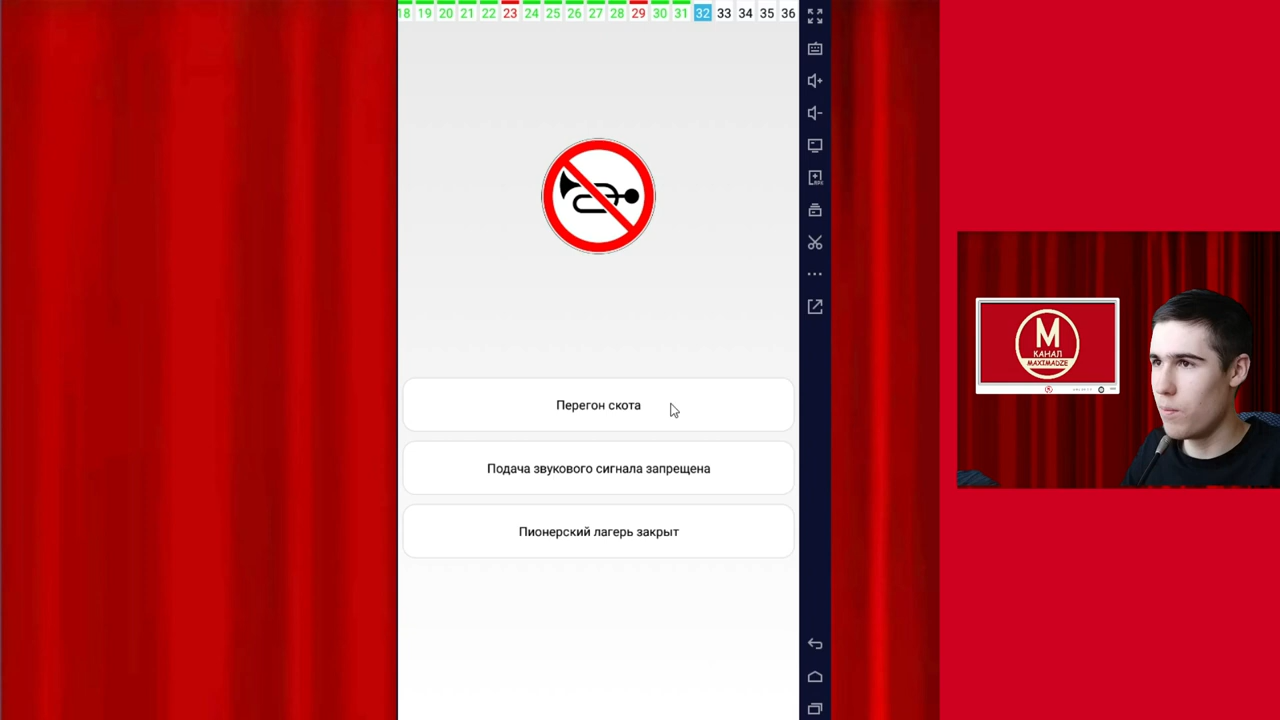 18 19 20 21 22 23 24 25 26 27 28 29 30 31 32 33 34 35 36
Перегон скота
Подача звукового сигнала запрещена
Пионерский лагерь закрыт
М
КАНАЛ
MAXIMADZE